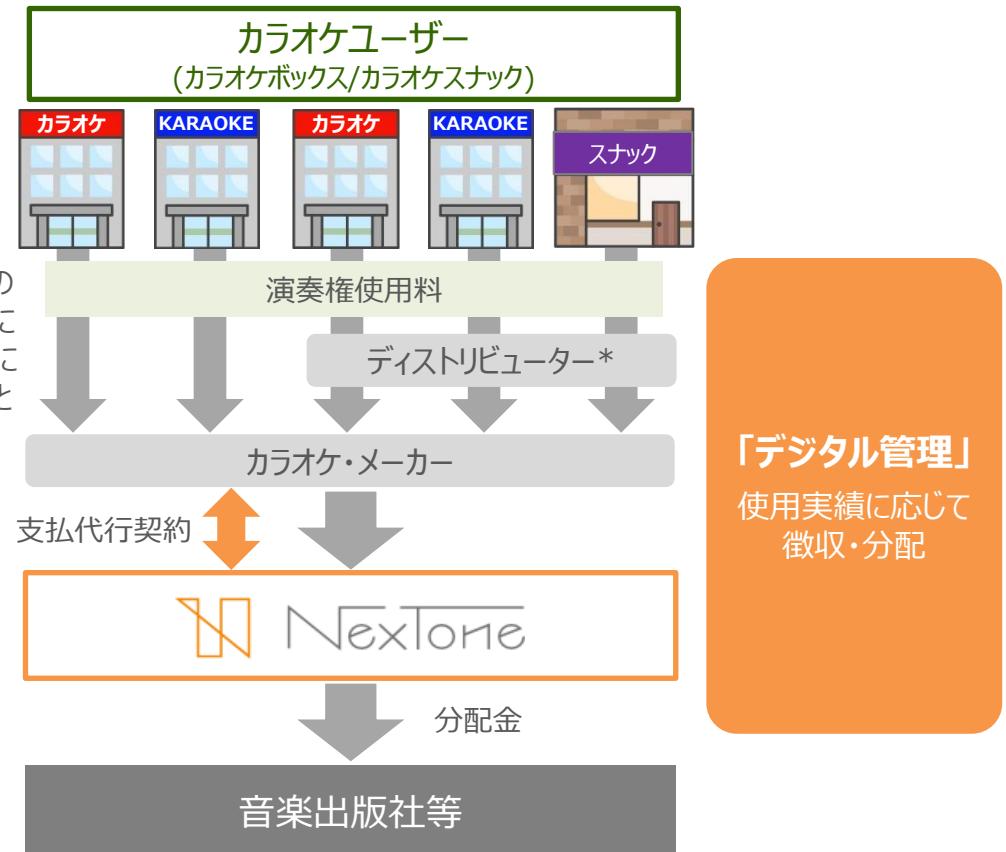 カラオケユーザー
(カラオケボックス/カラオケスナック)
カラオケ
KARAOKE
カラオケ
KARAOKE
スナック
演奏権使用料
の
に
に
と
ディストリビューター*
カラオケ・メーカー
支払代行契約
NexTone
分配金
音楽出版社等
「デジタル管理」
使用実績に応じて
徴収・分配